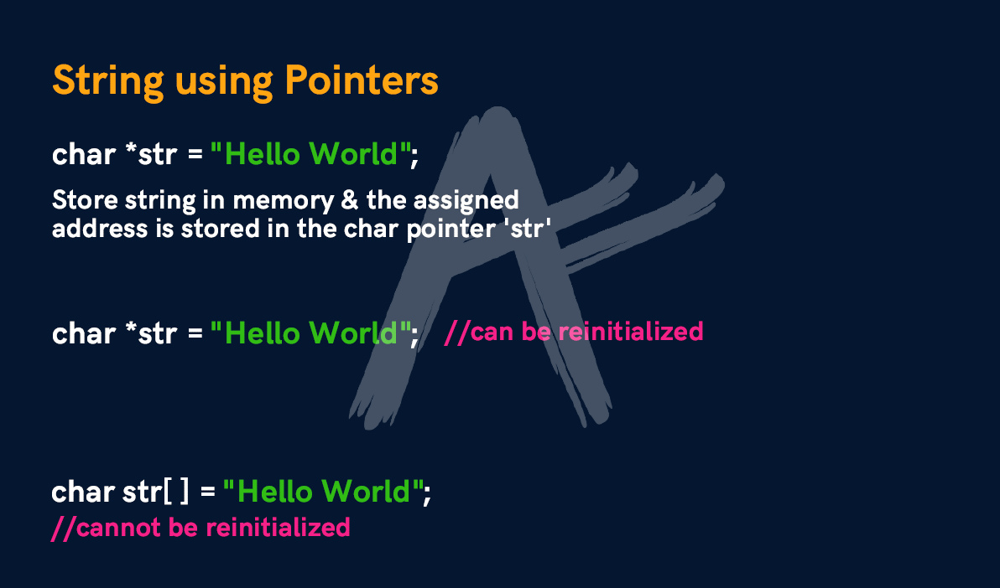 String using Pointers
char *str = "Hello World";
Store string in memory & the assigned
address is stored in the char pointer 'str'
char *str = "Hello World"; //can be reinitialized
char str[ ] = "Hello World";
//cannot be reinitialized